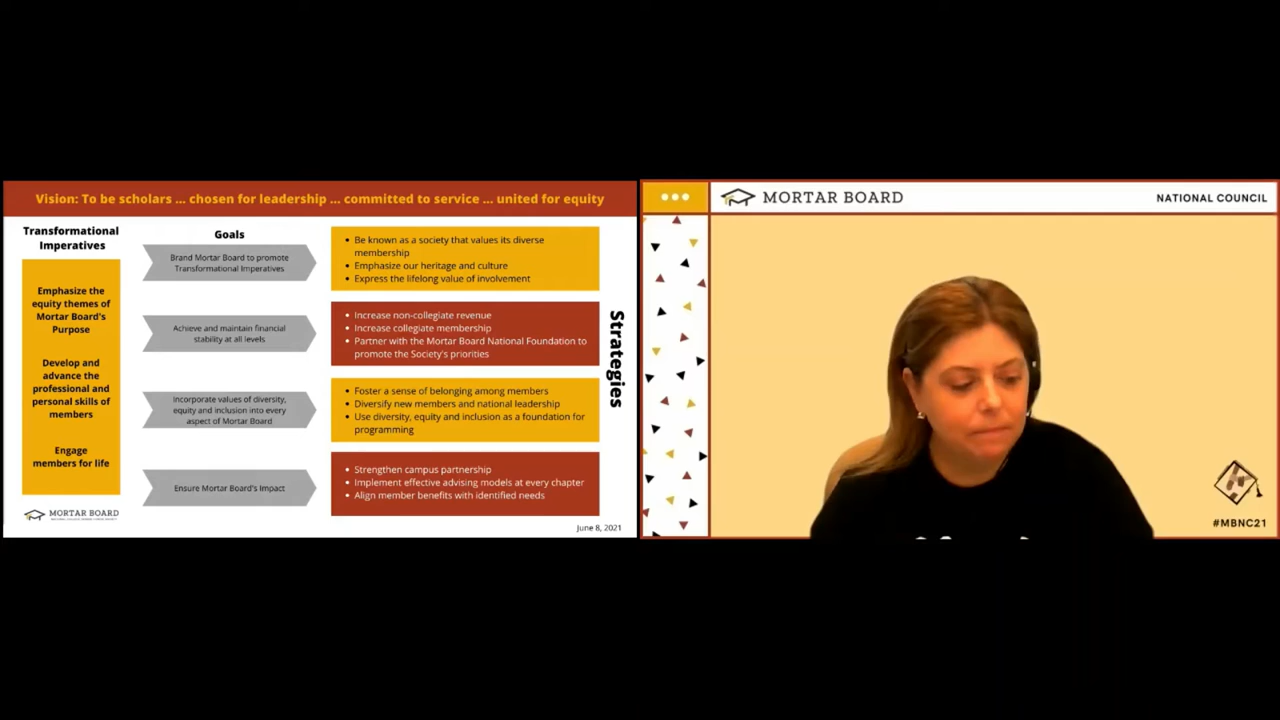 Vision: To be scholars ... chosen for leadership ... committed to service ... united for equity
Transformational
Imperatives
Emphasize the
equity themes of
Mortar Board's
Purpose
Develop and
advance the
professional and
personal skills of
members
Engage
members for life
MORTAR BOARD
Goals
Brand Mortar Board to promote
Transformational Imperatives
Achieve and maintain financial
stability at all levels
Incorporate values of diversity,
equity and inclusion into every
aspect of Mortar Board
Ensure Mortar Board's Impact
• Be known as a society that values its diverse
membership
• Emphasize our heritage and culture
• Express the lifelong value of involvement
• Increase non-collegiate revenue
• Increase collegiate membership
• Partner with the Mortar Board National Foundation to
promote the Society's priorities
• Foster a sense of belonging among members
• Diversify new members and national leadership
• Use diversity, equity and inclusion as a foundation for
programming
• Strengthen campus partnership
• Implement effective advising models at every chapter
• Align member benefits with identified needs
Strategies
June 8, 2021
MORTAR BOARD
NATIONAL COUNCIL
#MBNC21